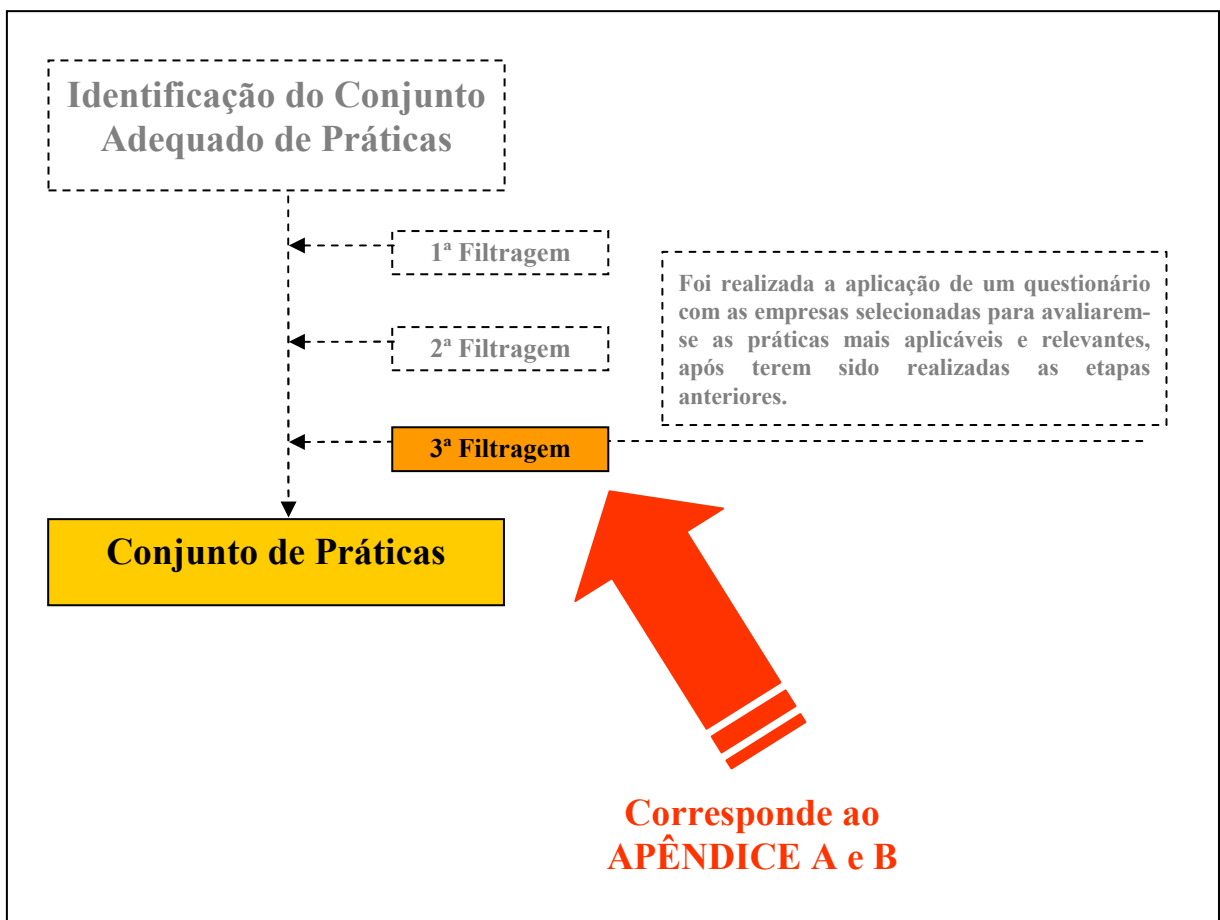 Identificação do Conjunto
Adequado de Práticas
1ª Filtragem
2ª Filtragem
3ª Filtragem
Foi realizada a aplicação de um questionário
com as empresas selecionadas para avaliarem-
se as práticas mais aplicáveis e relevantes,
após terem sido realizadas as etapas
anteriores.
Conjunto de Práticas
Corresponde ao
APÊNDICE A e B